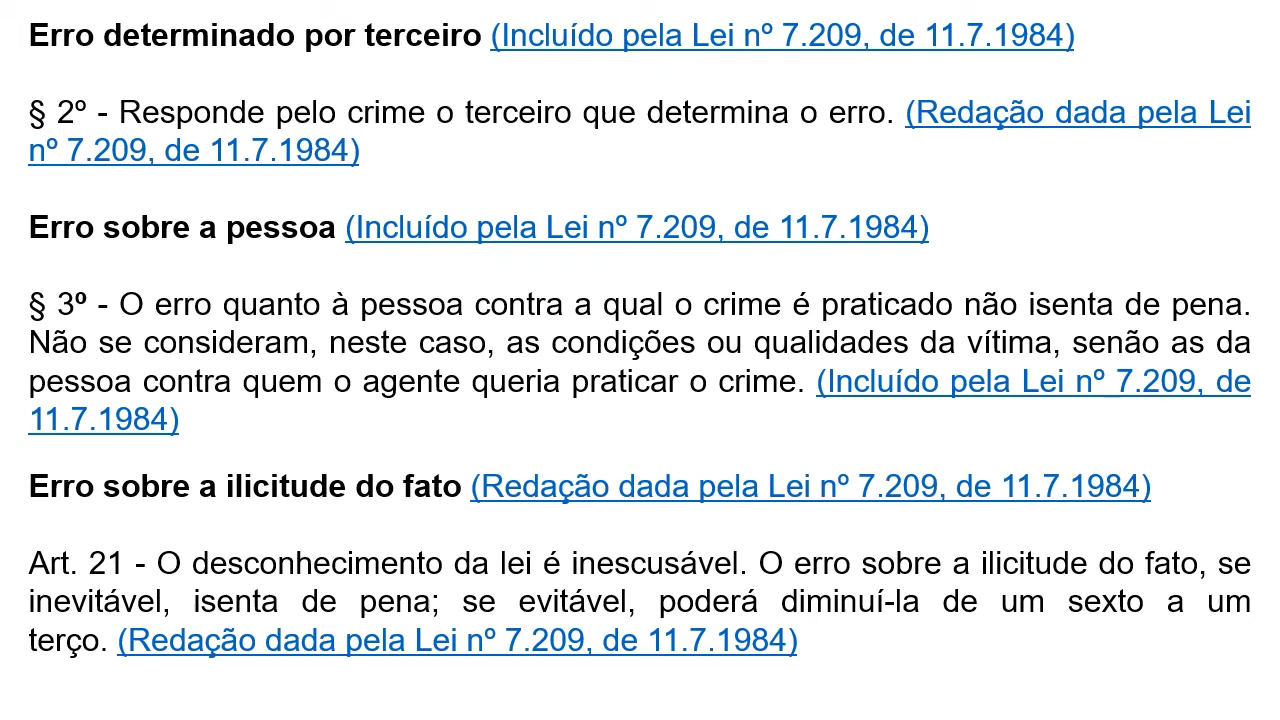 Erro determinado por terceiro (Incluído pela Lei nº 7.209, de 11.7.1984)
§ 2º - Responde pelo crime o terceiro que determina o erro. (Redação dada pela Lei
nº 7.209, de 11.7.1984)
Erro sobre a pessoa (Incluído pela Lei nº 7.209, de 11.7.1984)
§ 3º - O erro quanto à pessoa contra a qual o crime é praticado não isenta de pena.
Não se consideram, neste caso, as condições ou qualidades da vítima, senão as da
pessoa contra quem o agente queria praticar o crime. (Incluído pela Lei nº 7.209, de
11.7.1984)
Erro sobre a ilicitude do fato (Redação dada pela Lei nº 7.209, de 11.7.1984)
Art. 21 - O desconhecimento da lei é inescusável. O erro sobre a ilicitude do fato, se
inevitável, isenta de pena; se evitável, poderá diminuí-la de um sexto a um
terço. (Redação dada pela Lei nº 7.209, de 11.7.1984)